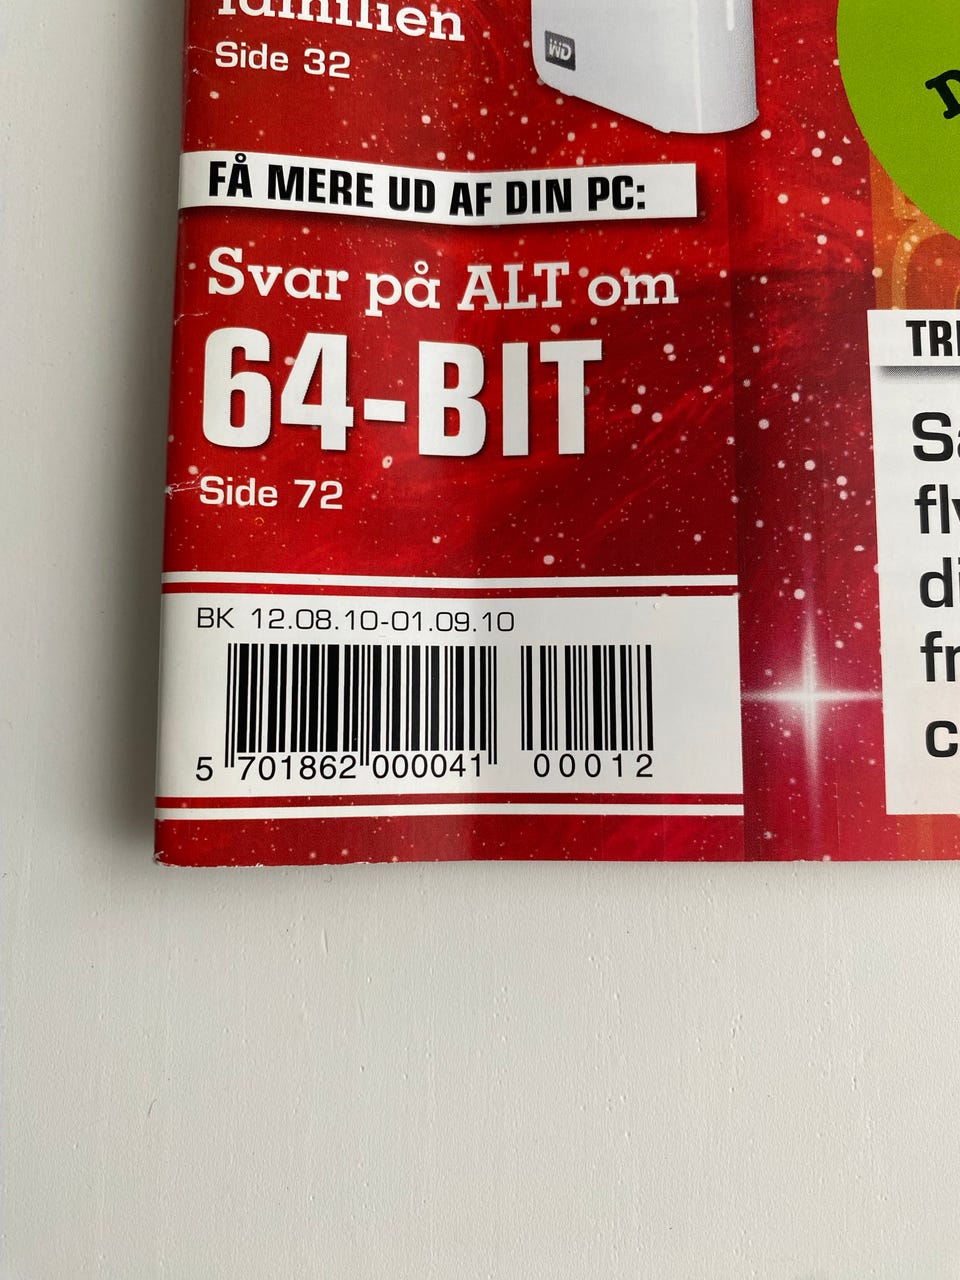 familien
Side 32
WD
FÅ MERE UD AF DIN PC:
Svar på ALT om
64-BIT
Side 72
BK 12.08.10-01.09.10
5 701862 000041 00012